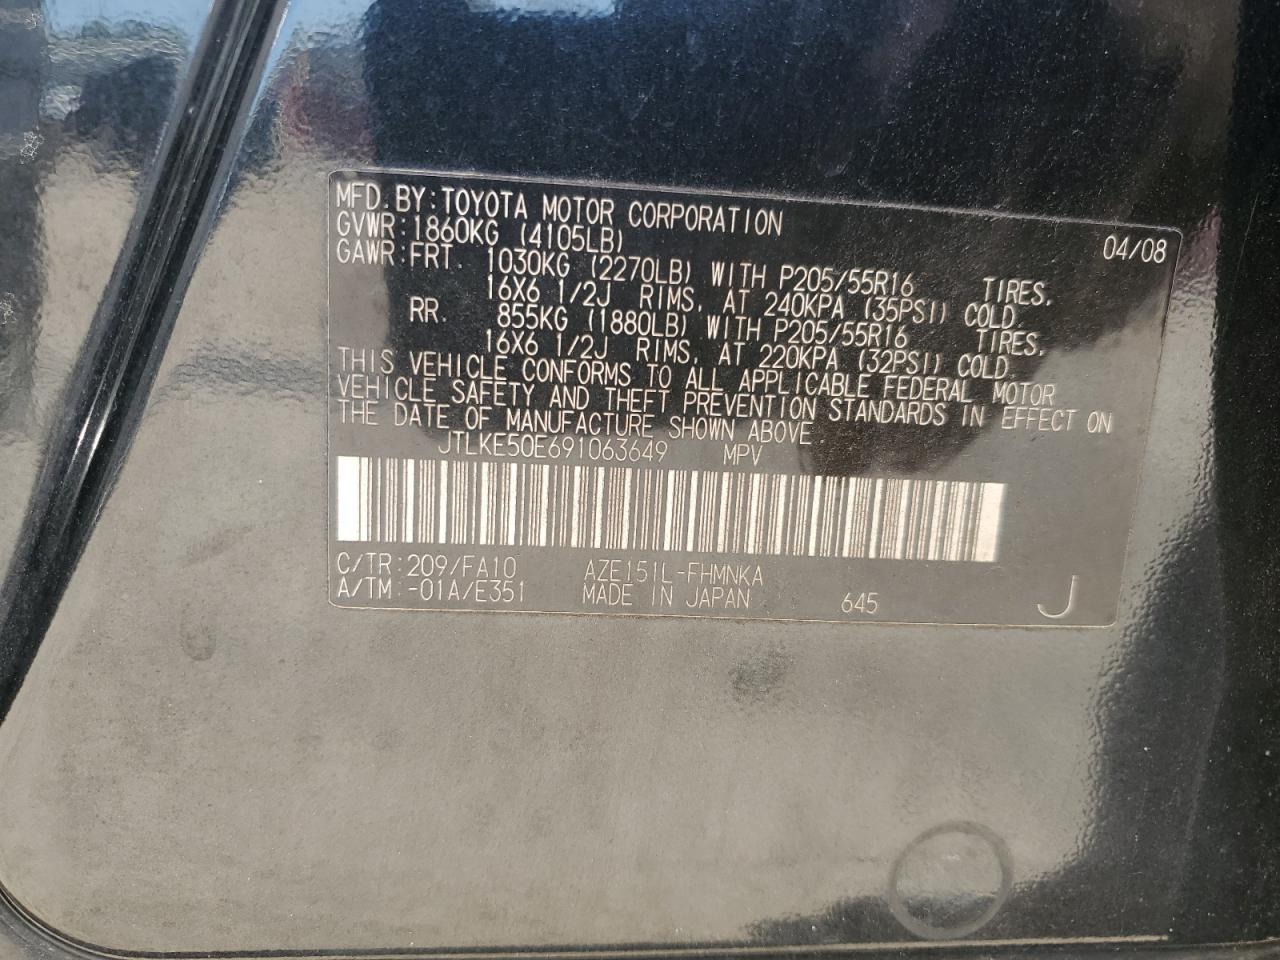 MFD. BY: TOYOTA MOTOR CORPORATION 04/08
GVWR: 1860KG (4105LB)
GAWR: FRT. 1030KG (2270LB) WITH P205/55R16 TIRES,
16X6 1/2J RIMS, AT 240KPA (35PSI) COLD.
RR. 855KG (1880LB) WITH P205/55R16 TIRES,
16X6 1/2J RIMS, AT 220KPA (32PSI) COLD.
THIS VEHICLE CONFORMS TO ALL APPLICABLE FEDERAL MOTOR
VEHICLE SAFETY AND THEFT PREVENTION STANDARDS IN EFFECT ON
THE DATE OF MANUFACTURE SHOWN ABOVE.
JTLKE50E691063649 MPV
C/TR: 209/FA10 AZE151L-FHMNKA
A/TM: -01A/E351 MADE IN JAPAN 645 J